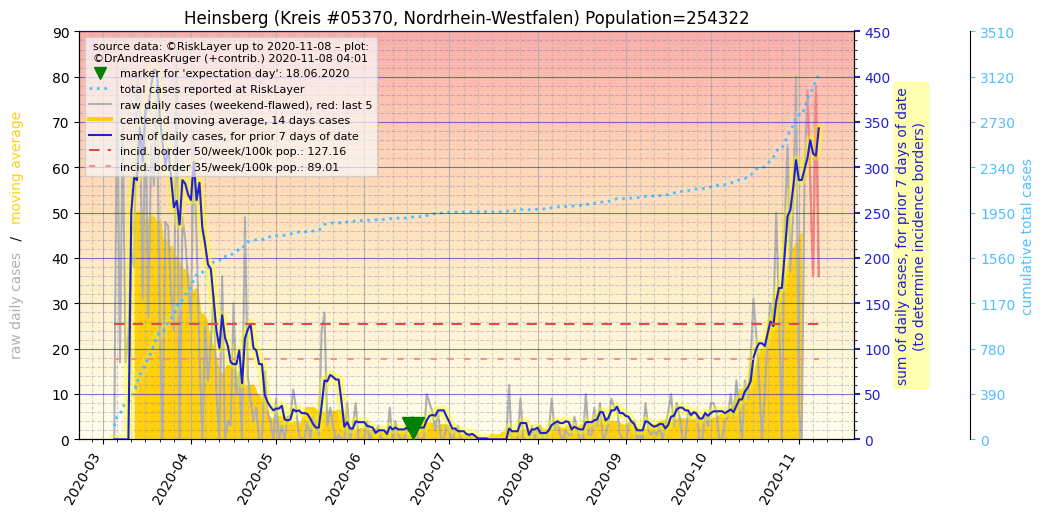 Heinsberg (Kreis #05370, Nordrhein-Westfalen) Population=254322
source data: ©RiskLayer up to 2020-11-08 – plot:
©DrAndreasKruger (+contrib.) 2020-11-08 04:01
marker for 'expectation day': 18.06.2020
total cases reported at RiskLayer
raw daily cases (weekend-flawed), red: last 5
centered moving average, 14 days cases
sum of daily cases, for prior 7 days of date
incid. border 50/week/100k pop.: 127.16
incid. border 35/week/100k pop.: 89.01
raw daily cases / moving average
90
80
70
60
50
40
30
20
10
0
2020-03
2020-04
2020-05
2020-06
2020-07
2020-08
2020-09
2020-10
2020-11
450
400
350
300
250
200
150
100
50
0
sum of daily cases, for prior 7 days of date
(to determine incidence borders)
3510
3120
2730
2340
1950
1560
1170
780
390
0
cumulative total cases